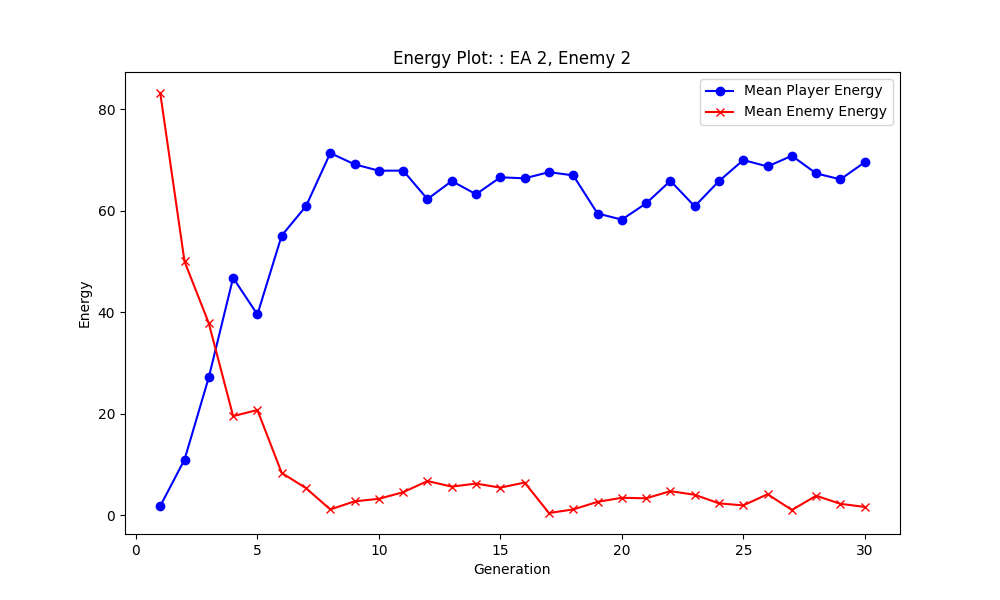 Energy Plot: : EA 2, Enemy 2
Mean Player Energy
Mean Enemy Energy
Energy
80
60
40
20
0
0 5 10 15 20 25 30
Generation